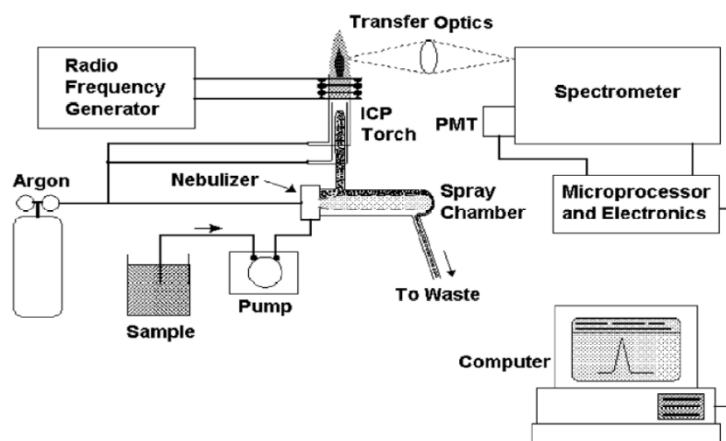 Transfer Optics
Radio
Frequency
Generator
Spectrometer
ICP
Torch
PMT
Argon
Nebulizer
Spray
Chamber
Microprocessor
and Electronics
Sample
Pump
To Waste
Computer